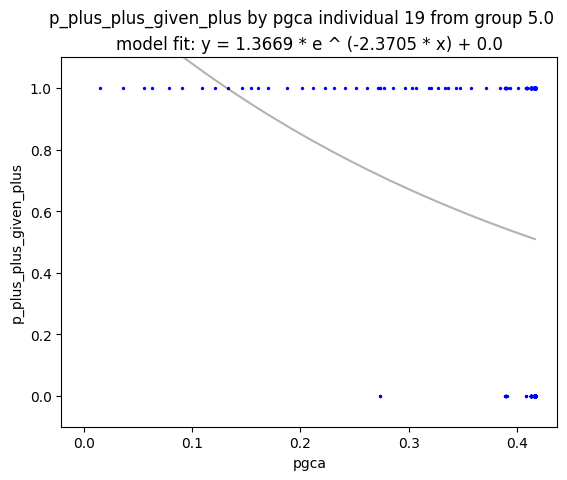 p_plus_plus_given_plus by pgca individual 19 from group 5.0
model fit: y = 1.3669 * e ^ (-2.3705 * x) + 0.0
1.0
0.8
0.6
0.4
0.2
0.0
p_plus_plus_given_plus
0.0 0.1 0.2 0.3 0.4
pgca